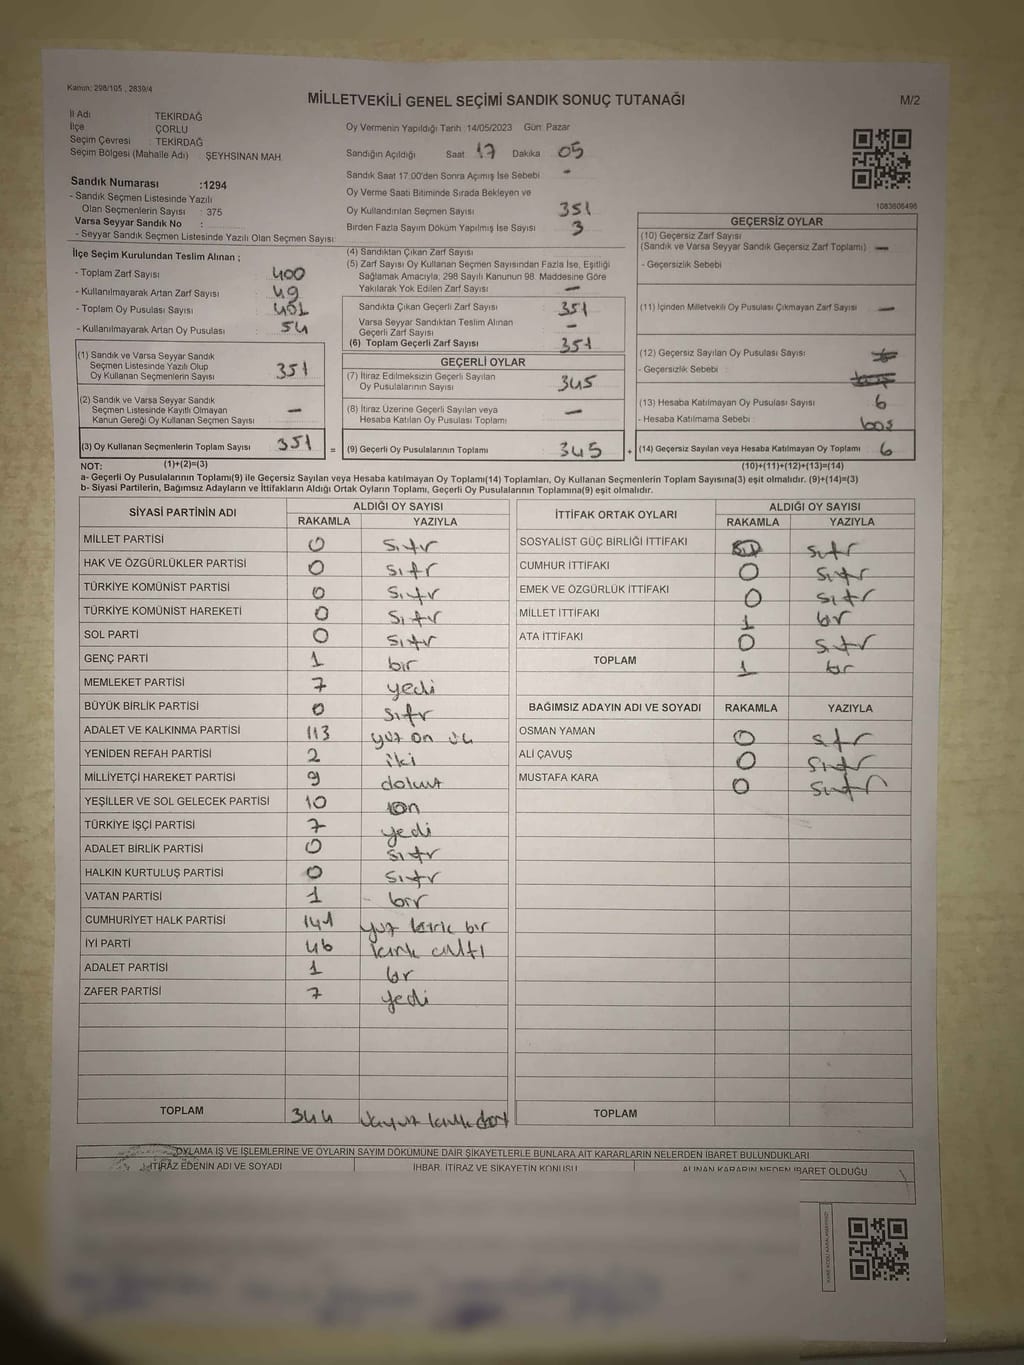 Kanun: 298/105 , 2839/4
MİLLETVEKİLİ GENEL SEÇİMİ SANDIK SONUÇ TUTANAĞI
M/2
İl Adı TEKİRDAĞ
İlçe ÇORLU
Seçim Çevresi : TEKİRDAĞ
Seçim Bölgesi (Mahalle Adı) ŞEYHSİNAN MAH.
Sandık Numarası :1294
- Sandık Seçmen Listesinde Yazılı
Olan Seçmenlerin Sayısı : 375
Varsa Seyyar Sandık No :
- Seyyar Sandık Seçmen Listesinde Yazılı Olan Seçmen Sayısı:
Oy Vermenin Yapıldığı Tarih 14/05/2023 Gün: Pazar
Sandığın Açıldığı Saat 17 Dakika 05
Sandık Saat 17.00'den Sonra Açımış İse Sebebi -
Oy Verme Saati Bitiminde Sırada Bekleyen ve
Oy Kullandırılan Seçmen Sayısı 351
Birden Fazla Sayım Döküm Yapılmış İse Sayısı 3
1083606496
İlçe Seçim Kurulundan Teslim Alınan ;
- Toplam Zarf Sayısı 400
- Kullanılmayarak Artan Zarf Sayısı 49
- Toplam Oy Pusulası Sayısı
- Kullanılmayarak Artan Oy Pusulası 54
(1) Sandık ve Varsa Seyyar Sandık
Seçmen Listesinde Yazılı Olup
Oy Kullanan Seçmenlerin Sayısı 351
(2) Sandık ve Varsa Seyyar Sandık
Seçmen Listesinde Kayıtlı Olmayan
Kanun Gereği Oy Kullanan Seçmen Sayısı -
(3) Oy Kullanan Seçmenlerin Toplam Sayısı 351
(4) Sandıktan Çıkan Zarf Sayısı
(5) Zarf Sayısı Oy Kullanan Seçmen Sayısından Fazla İse, Eşitliği
Sağlamak Amacıyla, 298 Sayılı Kanunun 98. Maddesine Göre
Yakılarak Yok Edilen Zarf Sayısı -
Sandıkta Çıkan Geçerli Zarf Sayısı 351
Varsa Seyyar Sandıktan Teslim Alınan
Geçerli Zarf Sayısı -
(6) Toplam Geçerli Zarf Sayısı 351
GEÇERLİ OYLAR
(7) İtiraz Edilmeksizin Geçerli Sayılan
Oy Pusulalarının Sayısı 345
(8) İtiraz Üzerine Geçerli Sayılan veya
Hesaba Katılan Oy Pusulası Toplamı -
= (9) Geçerli Oy Pusulalarının Toplamı 345
GEÇERSİZ OYLAR
(10) Geçersiz Zarf Sayısı
(Sandık ve Varsa Seyyar Sandık Geçersiz Zarf Toplamı) -
- Geçersizlik Sebebi
(11) İçinden Milletvekili Oy Pusulası Çıkmayan Zarf Sayısı -
(12) Geçersiz Sayılan Oy Pusulası Sayısı
- Geçersizlik Sebebi
(13) Hesaba Katılmayan Oy Pusulası Sayısı 6
- Hesaba Katılmama Sebebi boş
+ (14) Geçersiz Sayılan veya Hesaba Katılmayan Oy Toplamı 6
NOT: (1)+(2)=(3) (10)+(11)+(12)+(13)=(14)
a- Geçerli Oy Pusulalarının Toplamı(9) ile Geçersiz Sayılan veya Hesaba katılmayan Oy Toplamı(14) Toplamları, Oy Kullanan Seçmenlerin Toplam Sayısına(3) eşit olmalıdır. (9)+(14)=(3)
b- Siyasi Partilerin, Bağımsız Adayların ve İttifakların Aldığı Ortak Oyların Toplamı, Geçerli Oy Pusulalarının Toplamına(9) eşit olmalıdır.
SİYASİ PARTİNİN ADI ALDIĞI OY SAYISI
RAKAMLA YAZIYLA
MİLLET PARTİSİ 0 sıfır
HAK VE ÖZGÜRLÜKLER PARTİSİ 0 sıfır
TÜRKİYE KOMÜNİST PARTİSİ 0 sıfır
TÜRKİYE KOMÜNİST HAREKETİ 0 sıfır
SOL PARTİ 0 sıfır
GENÇ PARTİ 1 bir
MEMLEKET PARTİSİ 7 yedi
BÜYÜK BİRLİK PARTİSİ 0 sıfır
ADALET VE KALKINMA PARTİSİ 113 yüz on üç
YENİDEN REFAH PARTİSİ 2 iki
MİLLİYETÇİ HAREKET PARTİSİ 9 dokuz
YEŞİLLER VE SOL GELECEK PARTİSİ 10 on
TÜRKİYE İŞÇİ PARTİSİ 7 yedi
ADALET BİRLİK PARTİSİ 0 sıfır
HALKIN KURTULUŞ PARTİSİ 0 sıfır
VATAN PARTİSİ 1 bir
CUMHURİYET HALK PARTİSİ 141 yüz kırk bir
İYİ PARTİ 46 kırk altı
ADALET PARTİSİ 1 bir
ZAFER PARTİSİ 7 yedi
TOPLAM 344 üçyüz kırk dört
İTTİFAK ORTAK OYLARI ALDIĞI OY SAYISI
RAKAMLA YAZIYLA
SOSYALİST GÜÇ BİRLİĞİ İTTİFAKI sıfır
CUMHUR İTTİFAKI 0 sıfır
EMEK VE ÖZGÜRLÜK İTTİFAKI 0 sıfır
MİLLET İTTİFAKI 1 bir
ATA İTTİFAKI 0 sıfır
TOPLAM 1 bir
BAĞIMSIZ ADAYIN ADI VE SOYADI RAKAMLA YAZIYLA
OSMAN YAMAN 0 sıfır
ALİ ÇAVUŞ 0 sıfır
MUSTAFA KARA 0 sıfır
TOPLAM
OYLAMA İŞ VE İŞLEMLERİNE VE OYLARIN SAYIM DÖKÜMÜNE DAİR ŞİKAYETLERLE BUNLARA AİT KARARLARIN NELERDEN İBARET BULUNDUKLARI
İTİRAZ EDENİN ADI VE SOYADI İHBAR, İTİRAZ VE ŞİKAYETİN KONUSU ALINAN KARARIN NEDEN İBARET OLDUĞU